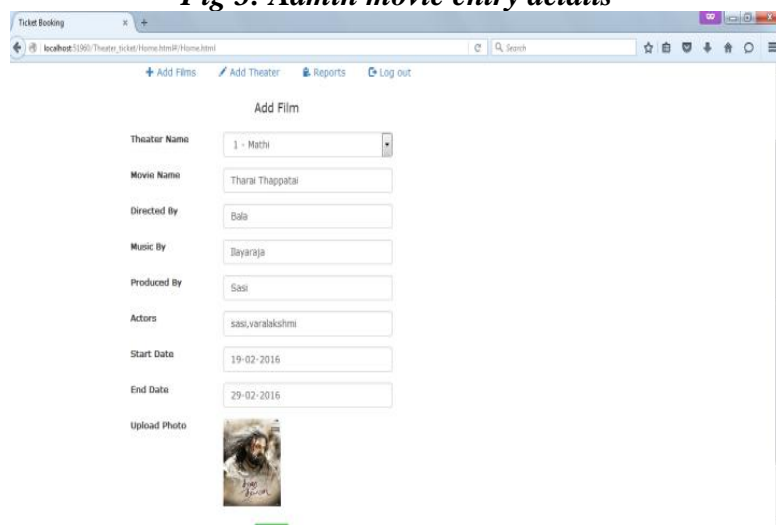 Fig 3: Admin movie entry details
Ticket Booking
localhost:51960/Theater_ticket/Home.html#/Home.html
Search
Add Films Add Theater Reports Log out
Add Film
Theater Name 1 - Mathi
Movie Name Tharai Thappatai
Directed By Bala
Music By Ilayaraja
Produced By Sasi
Actors sasi,varalakshmi
Start Date 19-02-2016
End Date 29-02-2016
Upload Photo